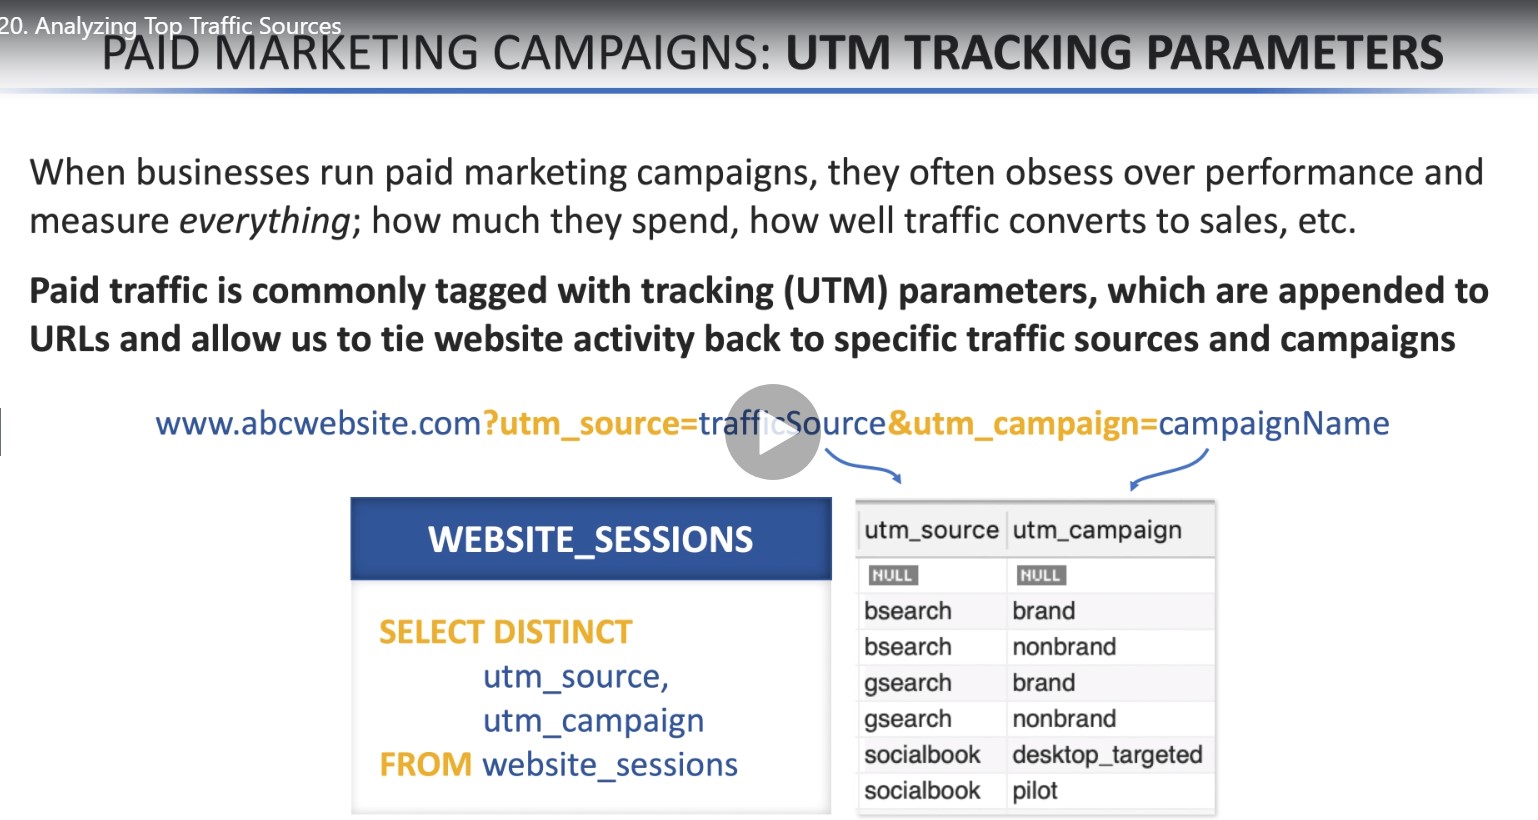 20. Analyzing Top Traffic Sources
PAID MARKETING CAMPAIGNS: UTM TRACKING PARAMETERS
When businesses run paid marketing campaigns, they often obsess over performance and
measure everything; how much they spend, how well traffic converts to sales, etc.
Paid traffic is commonly tagged with tracking (UTM) parameters, which are appended to
URLs and allow us to tie website activity back to specific traffic sources and campaigns
www.abcwebsite.com?utm_source=trafficSource&utm_campaign=campaignName
WEBSITE_SESSIONS
SELECT DISTINCT
utm_source,
utm_campaign
FROM website_sessions
utm_source utm_campaign
NULL NULL
bsearch brand
bsearch nonbrand
gsearch brand
gsearch nonbrand
socialbook desktop_targeted
socialbook pilot